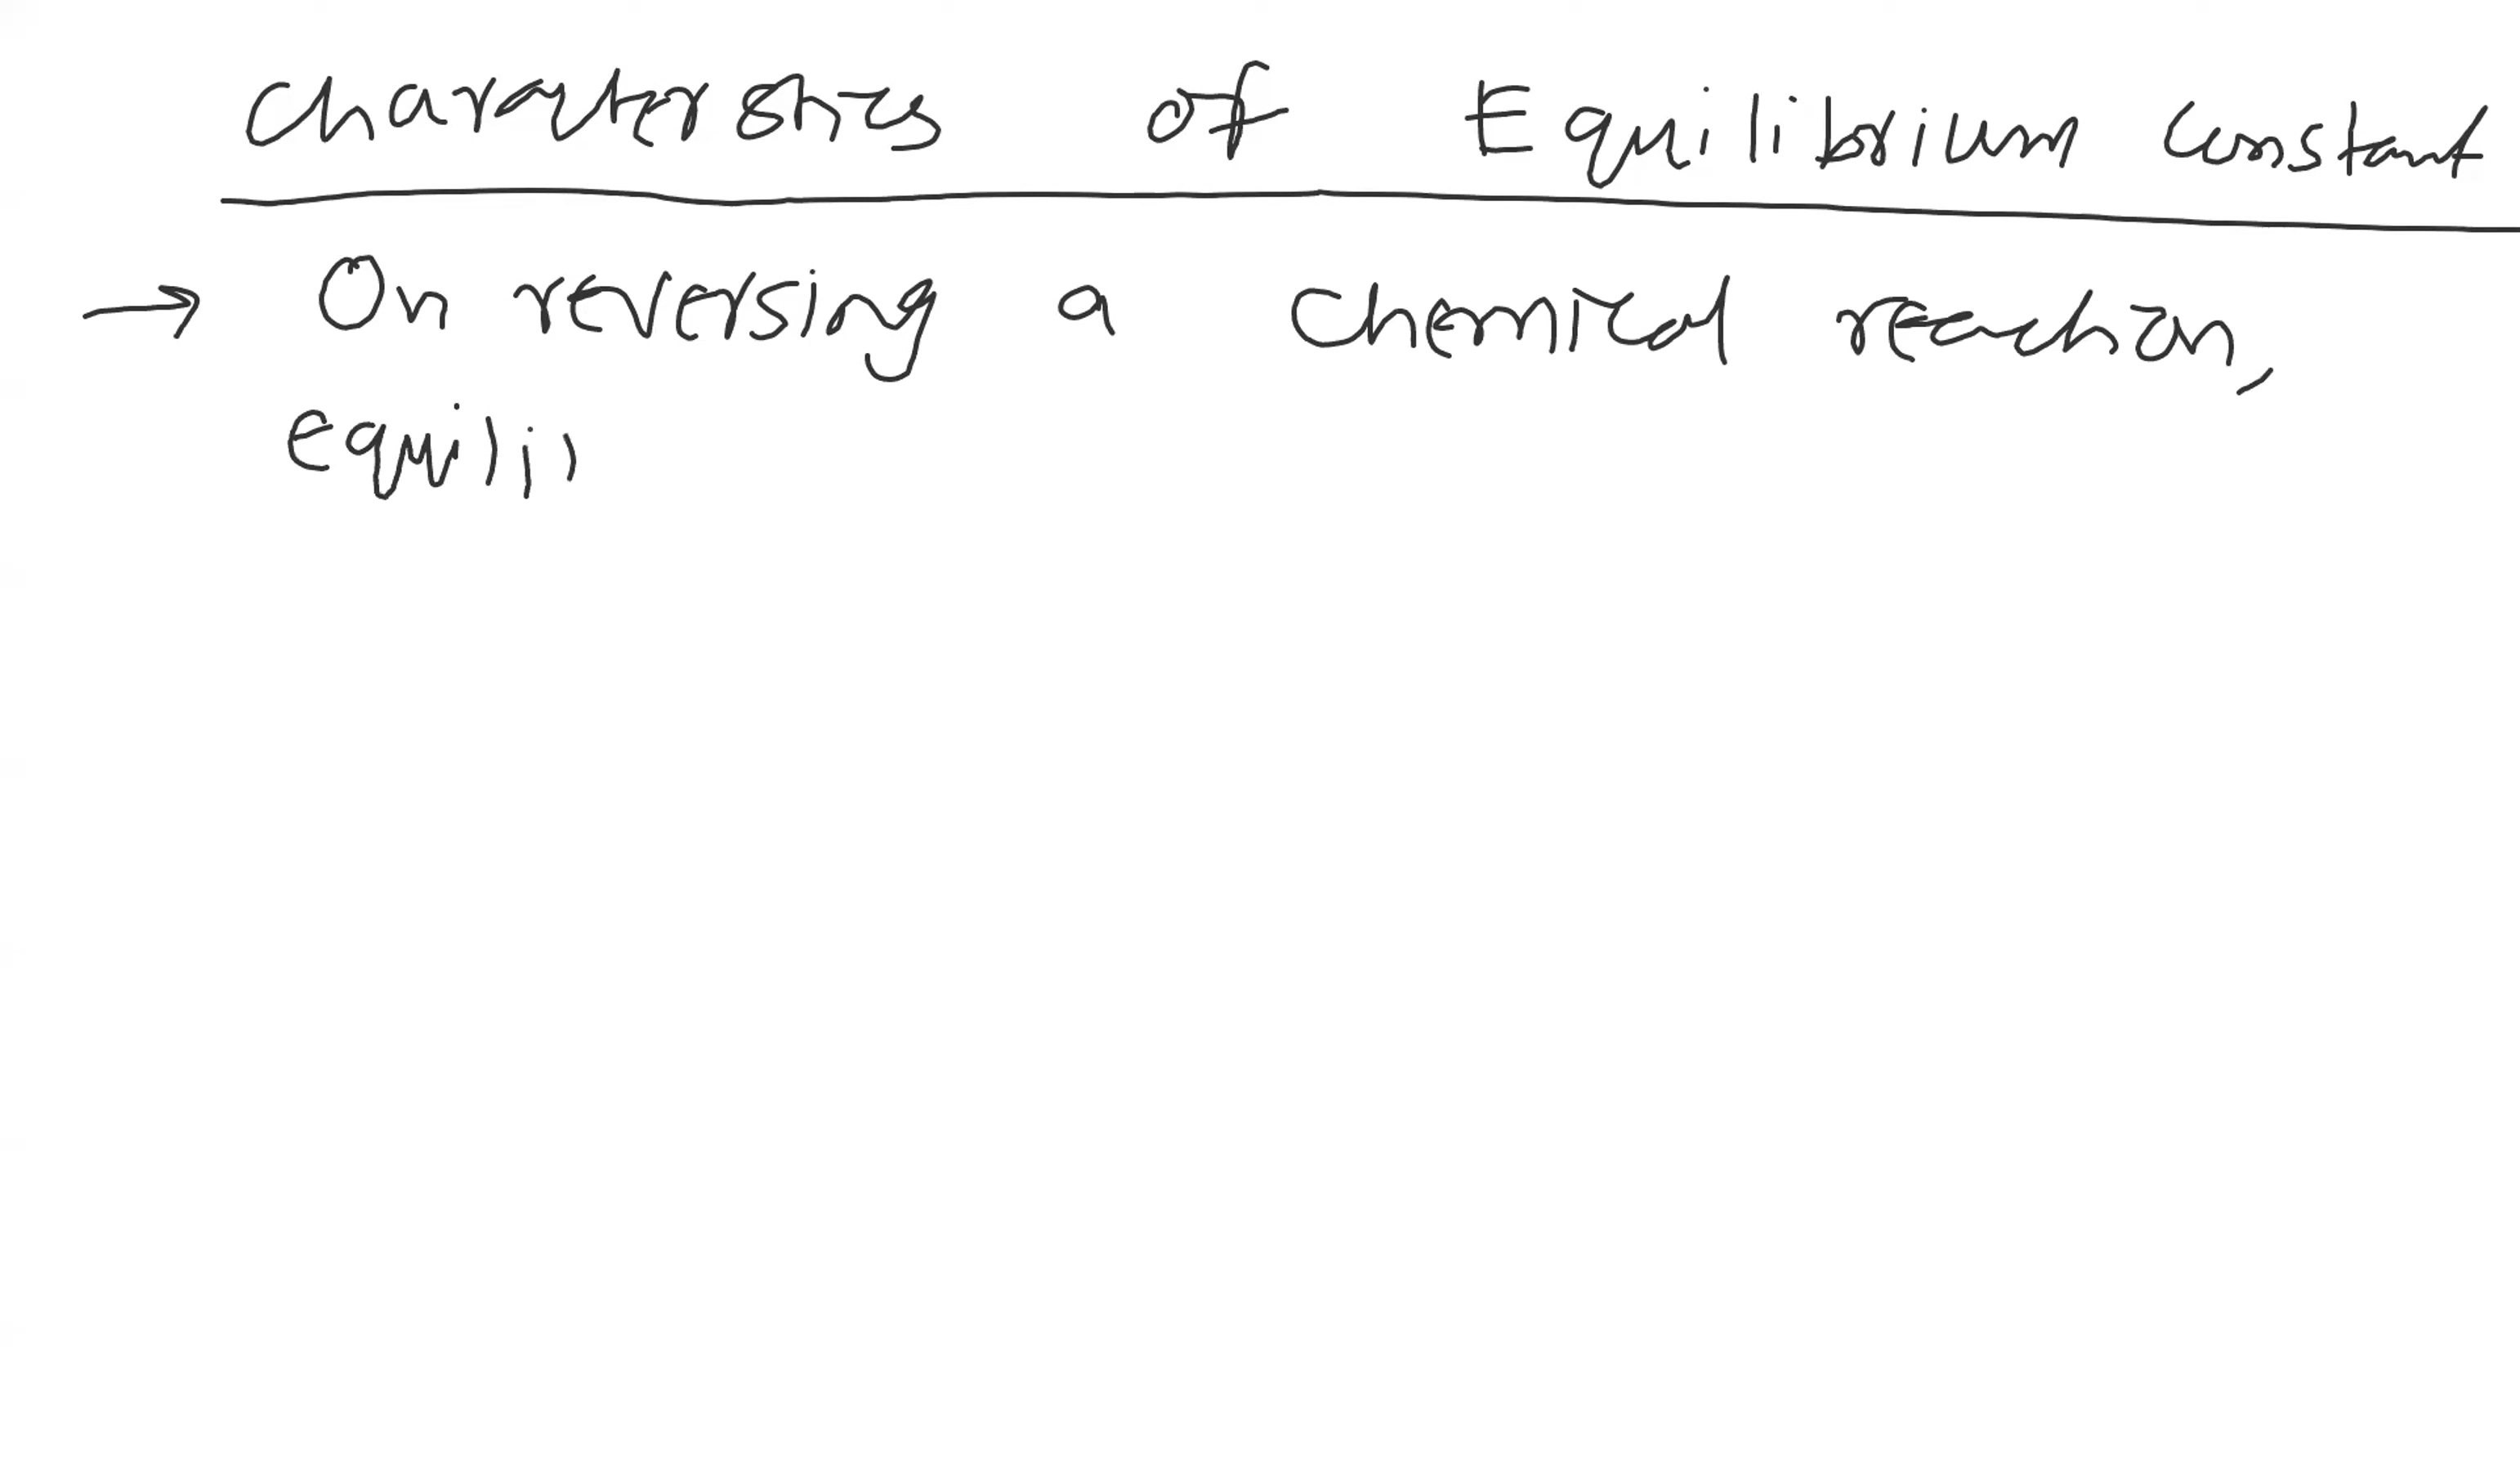 Characteristics of Equilibrium Constant
→ On reversing a chemical reaction,
Equili